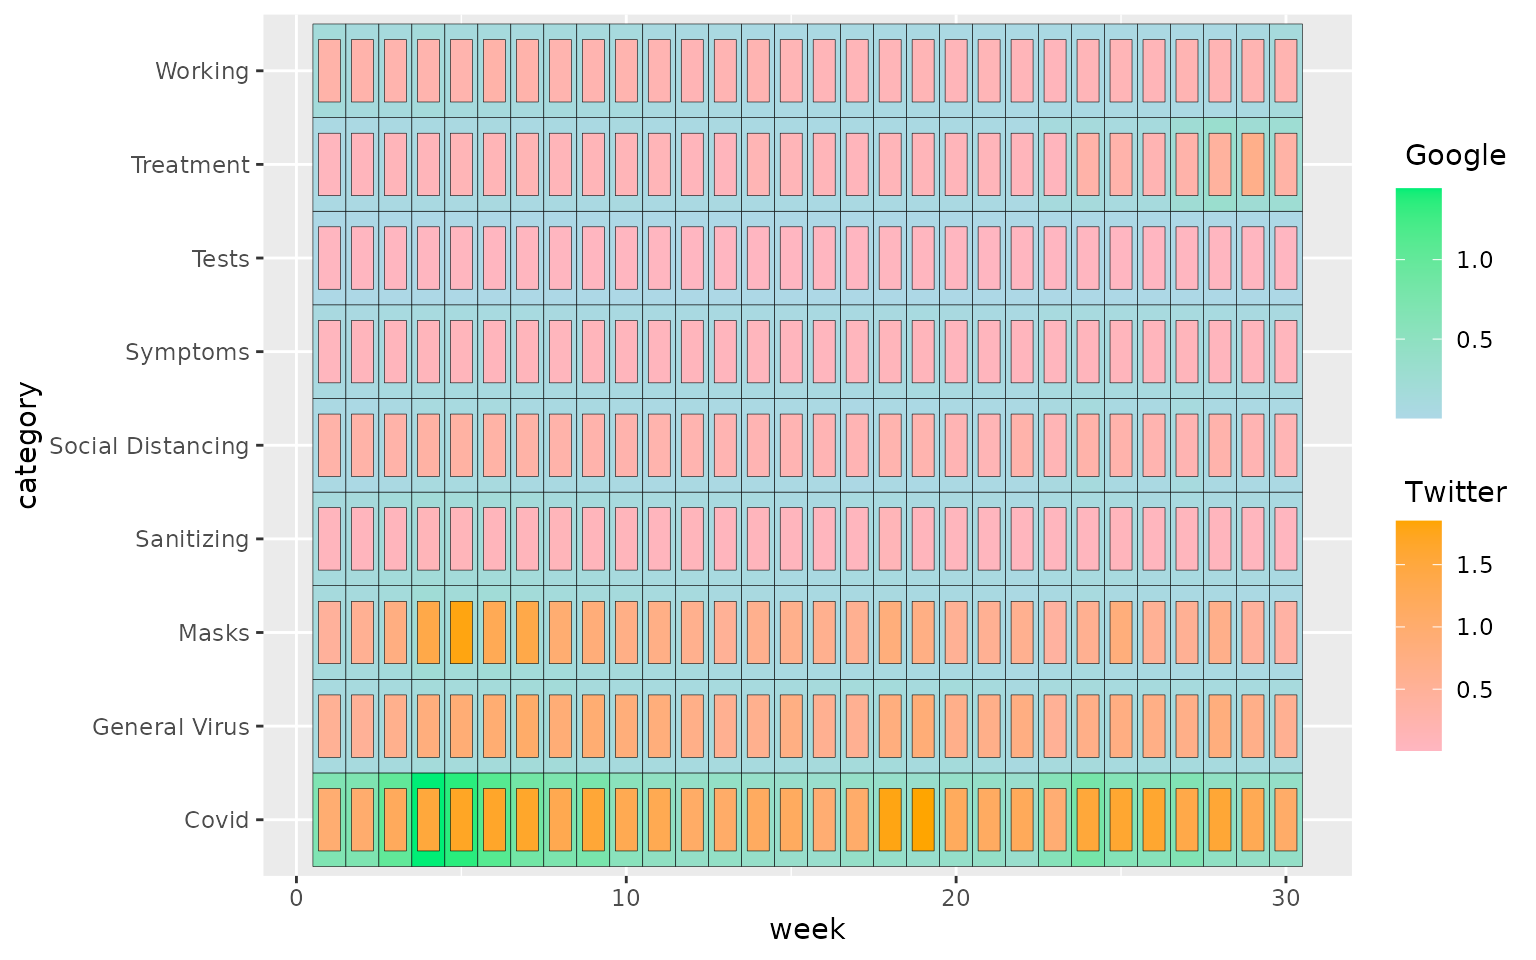 Working
Treatment
Tests
Symptoms
Social Distancing
Sanitizing
Masks
General Virus
Covid
category
0
10
20
30
week
Google
1.0
0.5
Twitter
1.5
1.0
0.5